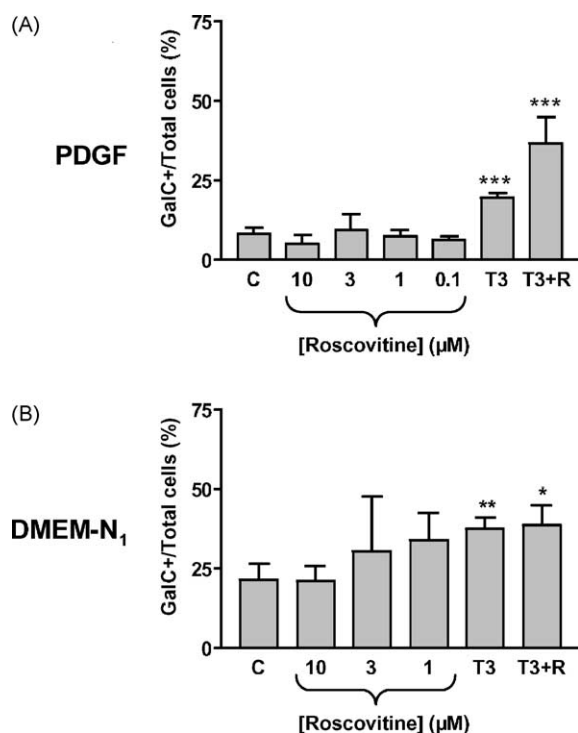 (A)
PDGF
GalC+/Total cells (%)
75
50
25
0
***
***
C 10 3 1 0.1 T3 T3+R
[Roscovitine] (µM)
(B)
DMEM-N₁
GalC+/Total cells (%)
75
50
25
0
**
*
C 10 3 1 T3 T3+R
[Roscovitine] (µM)